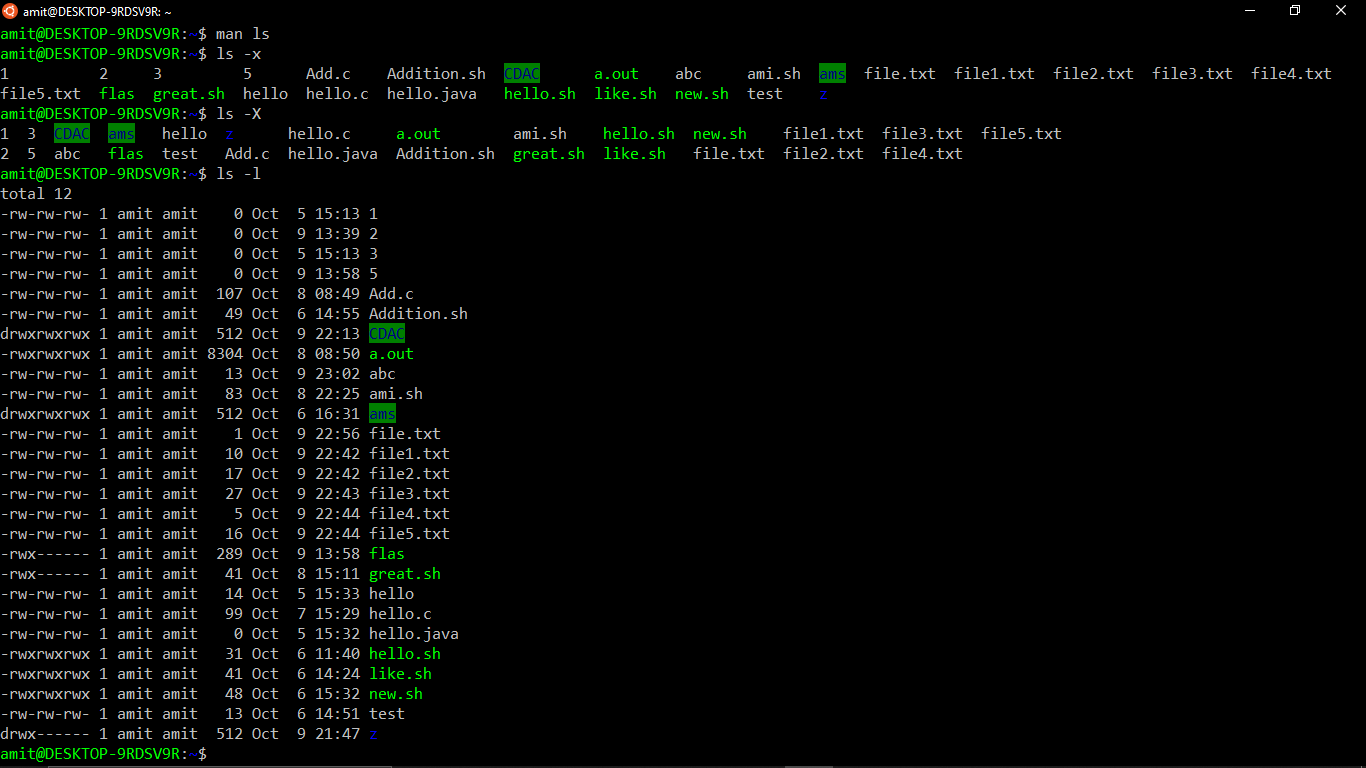 amit@DESKTOP-9RDSV9R: ~
amit@DESKTOP-9RDSV9R:~$ man ls
amit@DESKTOP-9RDSV9R:~$ ls -x
1 2 3 5 Add.c Addition.sh CDAC a.out abc ami.sh ams file.txt file1.txt file2.txt file3.txt file4.txt
file5.txt flas great.sh hello hello.c hello.java hello.sh like.sh new.sh test z
amit@DESKTOP-9RDSV9R:~$ ls -X
1 3 CDAC ams hello z hello.c a.out ami.sh hello.sh new.sh file1.txt file3.txt file5.txt
2 5 abc flas test Add.c hello.java Addition.sh great.sh like.sh file.txt file2.txt file4.txt
amit@DESKTOP-9RDSV9R:~$ ls -l
total 12
-rw-rw-rw- 1 amit amit    0 Oct  5 15:13 1
-rw-rw-rw- 1 amit amit    0 Oct  9 13:39 2
-rw-rw-rw- 1 amit amit    0 Oct  5 15:13 3
-rw-rw-rw- 1 amit amit    0 Oct  9 13:58 5
-rw-rw-rw- 1 amit amit  107 Oct  8 08:49 Add.c
-rw-rw-rw- 1 amit amit   49 Oct  6 14:55 Addition.sh
drwxrwxrwx 1 amit amit  512 Oct  9 22:13 CDAC
-rwxrwxrwx 1 amit amit 8304 Oct  8 08:50 a.out
-rw-rw-rw- 1 amit amit   13 Oct  9 23:02 abc
-rw-rw-rw- 1 amit amit   83 Oct  8 22:25 ami.sh
drwxrwxrwx 1 amit amit  512 Oct  6 16:31 ams
-rw-rw-rw- 1 amit amit    1 Oct  9 22:56 file.txt
-rw-rw-rw- 1 amit amit   10 Oct  9 22:42 file1.txt
-rw-rw-rw- 1 amit amit   17 Oct  9 22:42 file2.txt
-rw-rw-rw- 1 amit amit   27 Oct  9 22:43 file3.txt
-rw-rw-rw- 1 amit amit    5 Oct  9 22:44 file4.txt
-rw-rw-rw- 1 amit amit   16 Oct  9 22:44 file5.txt
-rwx------ 1 amit amit  289 Oct  9 13:58 flas
-rwx------ 1 amit amit   41 Oct  8 15:11 great.sh
-rw-rw-rw- 1 amit amit   14 Oct  5 15:33 hello
-rw-rw-rw- 1 amit amit   99 Oct  7 15:29 hello.c
-rw-rw-rw- 1 amit amit    0 Oct  5 15:32 hello.java
-rwxrwxrwx 1 amit amit   31 Oct  6 11:40 hello.sh
-rwxrwxrwx 1 amit amit   41 Oct  6 14:24 like.sh
-rwxrwxrwx 1 amit amit   48 Oct  6 15:32 new.sh
-rw-rw-rw- 1 amit amit   13 Oct  6 14:51 test
drwx------ 1 amit amit  512 Oct  9 21:47 z
amit@DESKTOP-9RDSV9R:~$